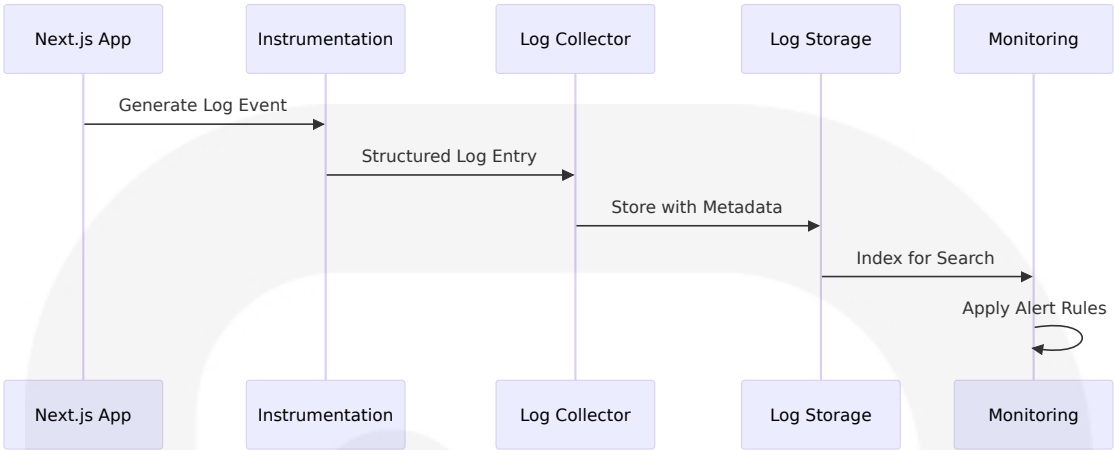 Next.js App
Instrumentation
Log Collector
Log Storage
Monitoring
Generate Log Event
Structured Log Entry
Store with Metadata
Index for Search
Apply Alert Rules
Next.js App
Instrumentation
Log Collector
Log Storage
Monitoring